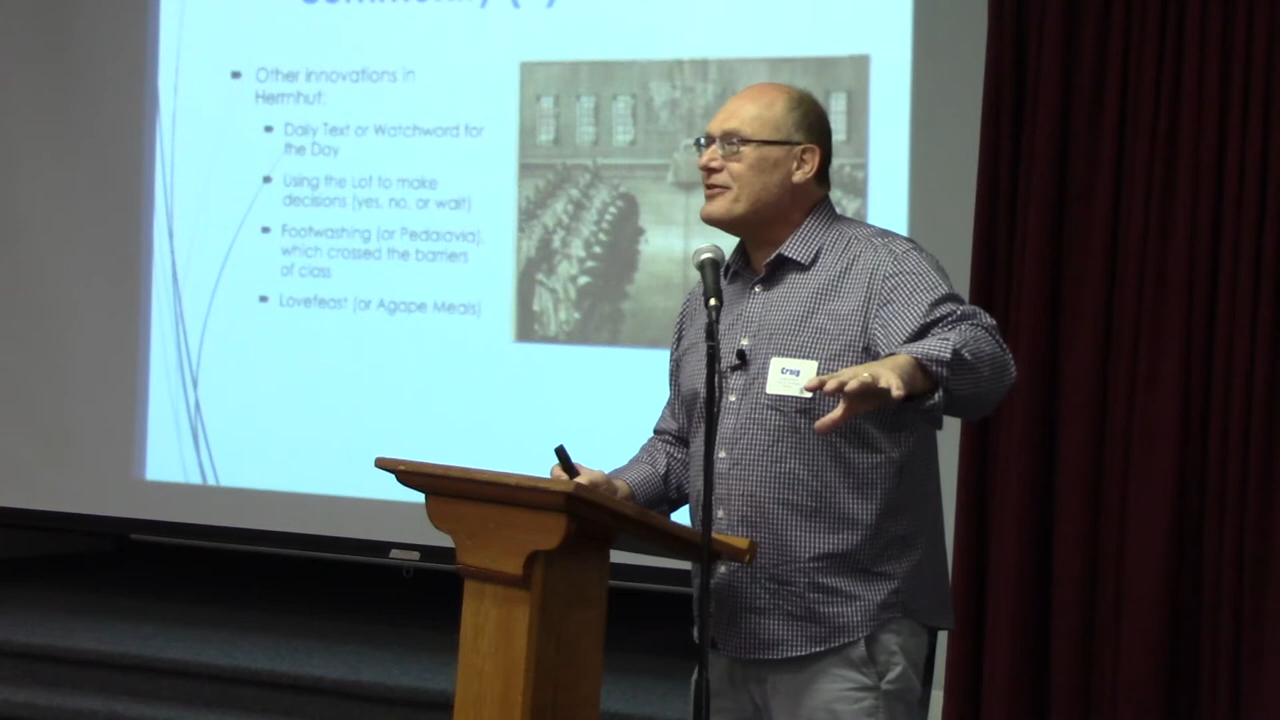 Other innovations in
Herrnhut:
Daily Text or Watchword for
the Day
Using the Lot to make
decisions (yes, no, or wait)
Footwashing (or Pedalavia),
which crossed the barriers
of class
Lovefeast (or Agape Meals)
Craig